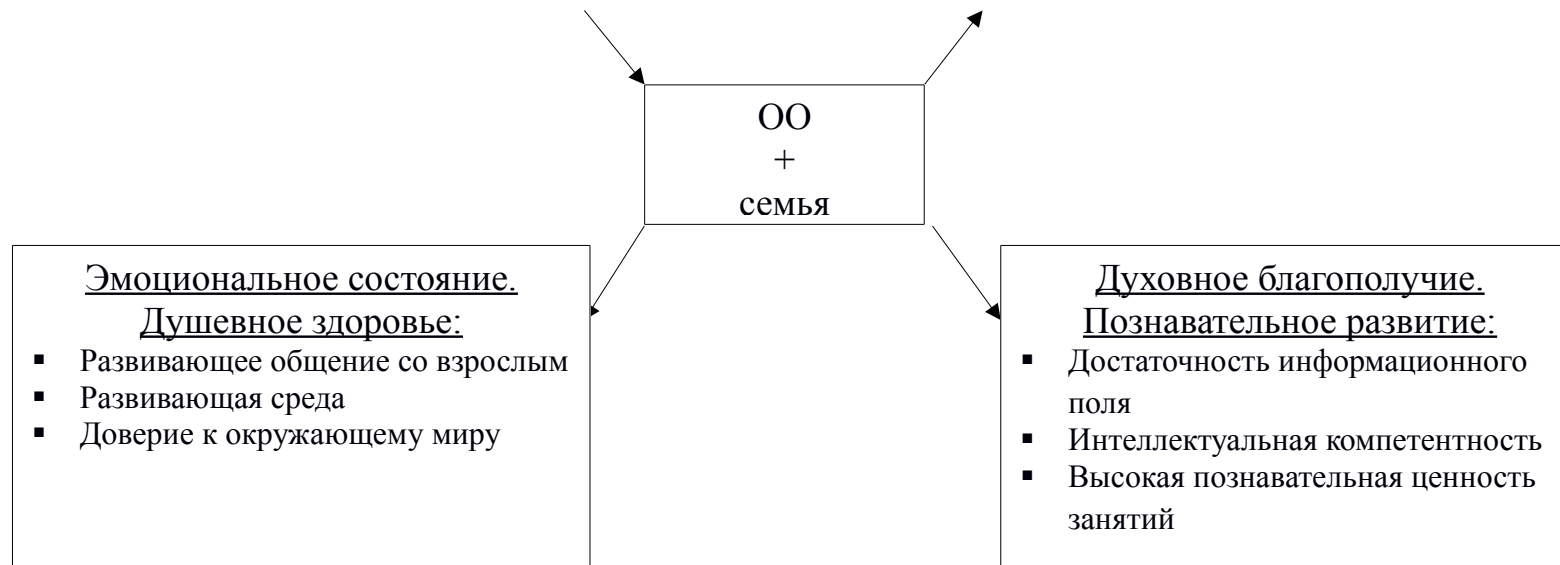 ОО
+
семья
Эмоциональное состояние.
Душевное здоровье:
▪ Развивающее общение со взрослым
▪ Развивающая среда
▪ Доверие к окружающему миру
Духовное благополучие.
Познавательное развитие:
▪ Достаточность информационного
поля
▪ Интеллектуальная компетентность
▪ Высокая познавательная ценность
занятий